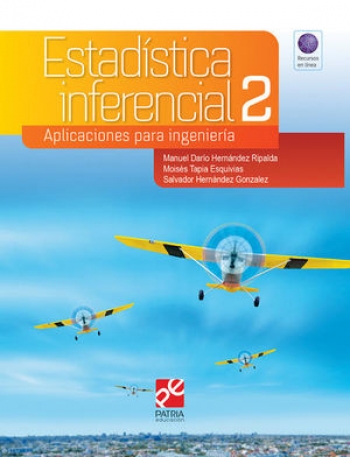 Estadística
inferencial 2
Aplicaciones para ingeniería
Recursos
en línea
Manuel Darío Hernández Ripalda
Moisés Tapia Esquivias
Salvador Hernández Gonzalez
PATRIA
educación